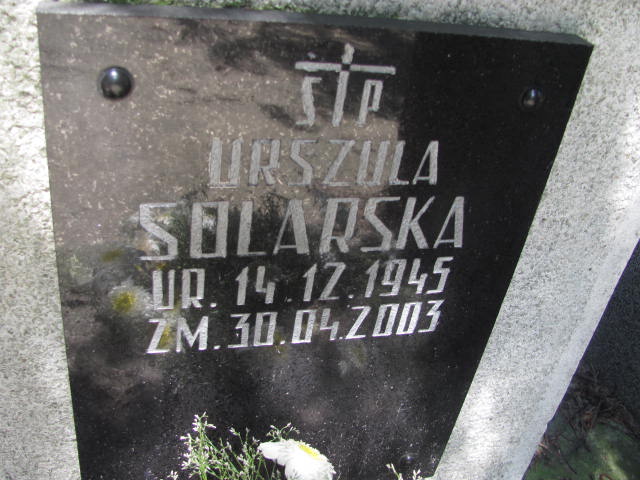 ŚP
URSZULA
SOLARSKA
UR. 14.12.1945
ZM. 30.04.2003